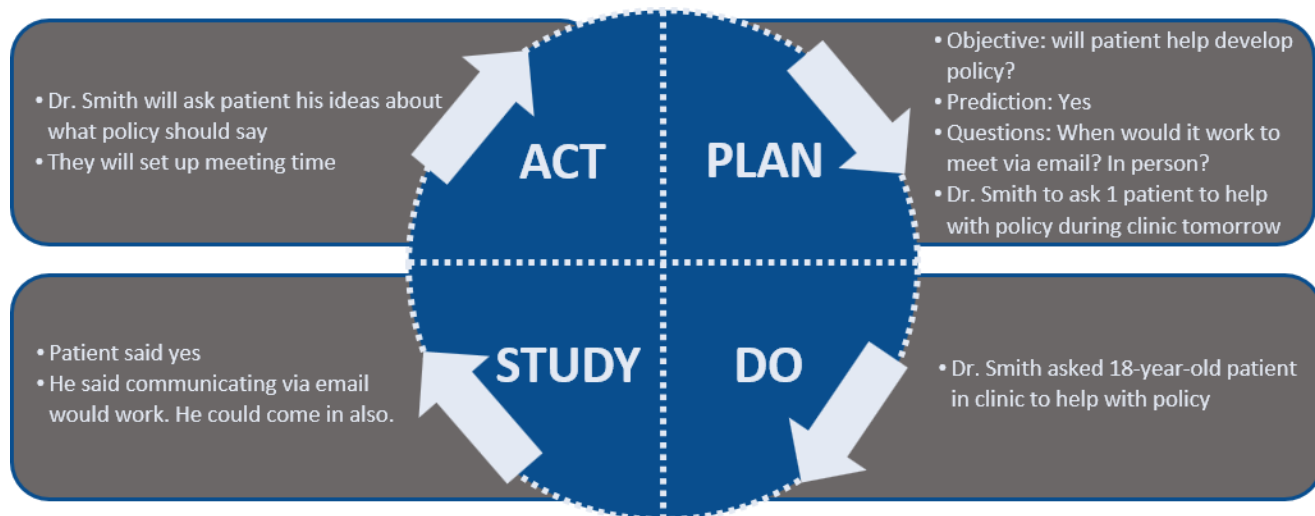 • Dr. Smith will ask patient his ideas about
what policy should say
• They will set up meeting time
ACT
PLAN
• Objective: will patient help develop
policy?
• Prediction: Yes
• Questions: When would it work to
meet via email? In person?
• Dr. Smith to ask 1 patient to help
with policy during clinic tomorrow
• Patient said yes
• He said communicating via email
would work. He could come in also.
STUDY
DO
• Dr. Smith asked 18-year-old patient
in clinic to help with policy